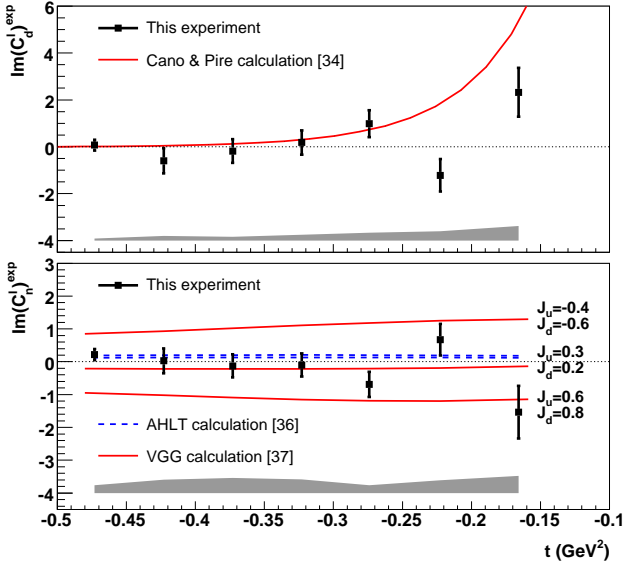 Im(C_d^I)^exp
6
4
2
0
-2
-4
This experiment
Cano & Pire calculation [34]
Im(C_n^I)^exp
3
2
1
0
-1
-2
-3
-4
This experiment
J_u=-0.4
J_d=-0.6
J_u=0.3
J_d=0.2
J_u=0.6
J_d=0.8
AHLT calculation [36]
VGG calculation [37]
-0.5 -0.45 -0.4 -0.35 -0.3 -0.25 -0.2 -0.15 -0.1
t (GeV^2)